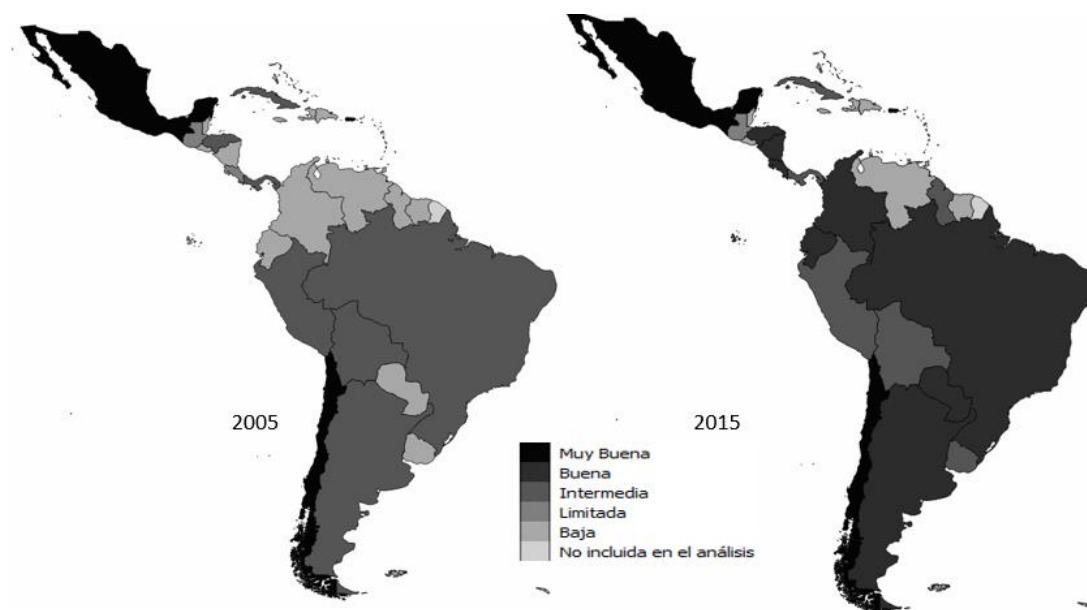 2005
2015
Muy Buena
Buena
Intermedia
Limitada
Baja
No incluida en el análisis